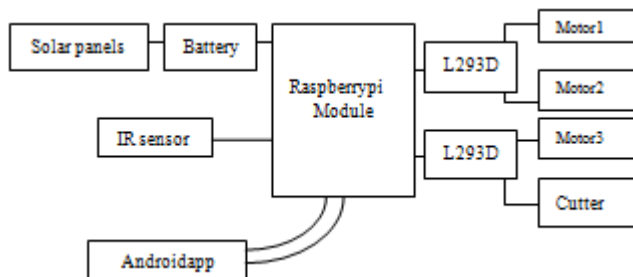 Solar panels
Battery
Raspberrypi
Module
L293D
Motor1
Motor2
IR sensor
L293D
Motor3
Cutter
Androidapp